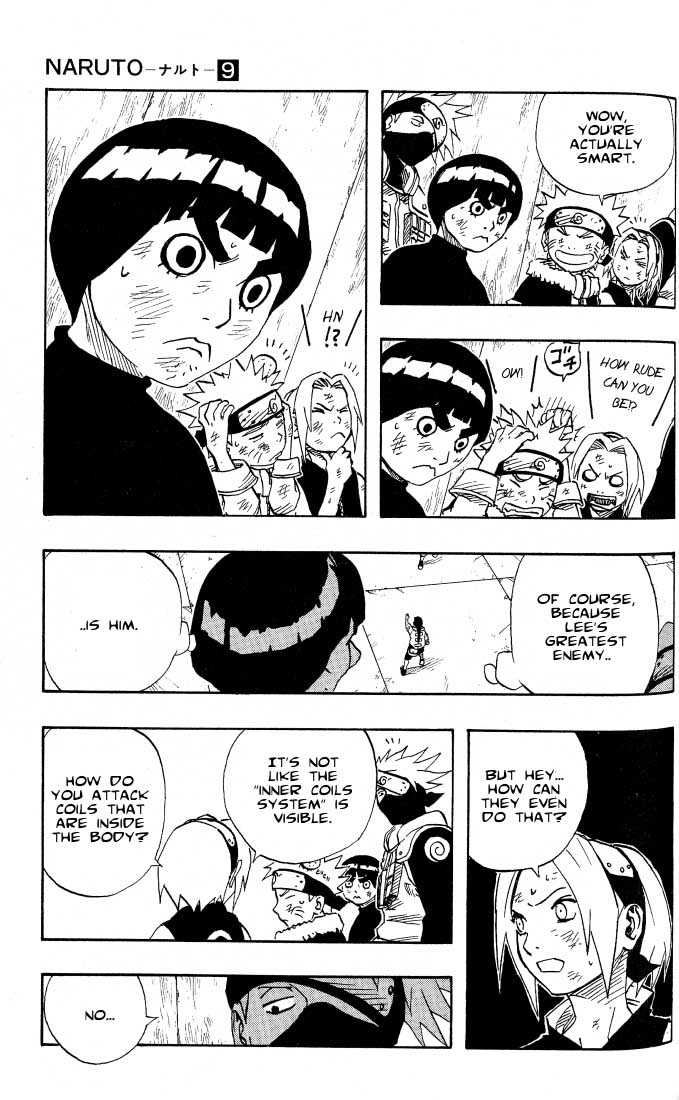 NARUTO—ナルト—9
WOW,
YOU'RE
ACTUALLY
SMART.
HOW RUDE
CAN YOU
BE!?
ゴチ
OW!
HN
!?
OF COURSE,
BECAUSE
LEE'S
GREATEST
ENEMY..
..IS HIM.
BUT HEY...
HOW CAN
THEY EVEN
DO THAT?
IT'S NOT
LIKE THE
"INNER COILS
SYSTEM" IS
VISIBLE.
HOW DO
YOU ATTACK
COILS THAT
ARE INSIDE
THE BODY?
NO...